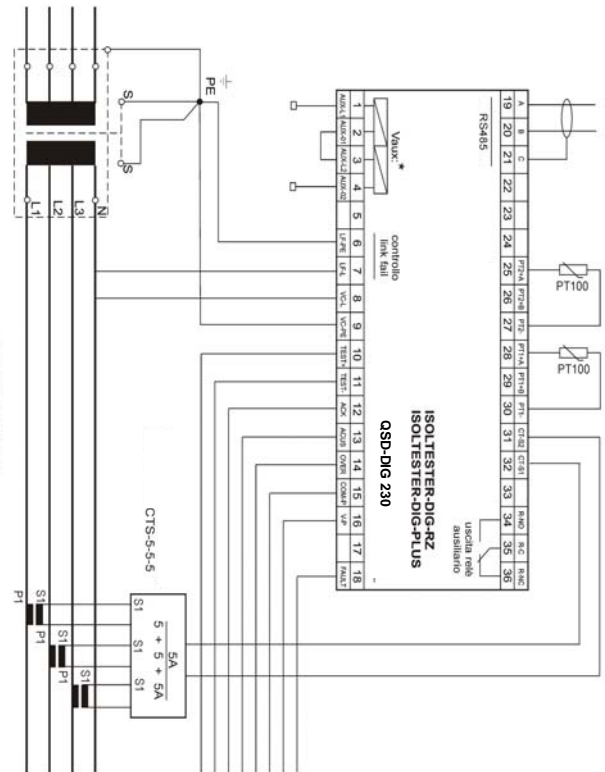 S
S
PE
L1
L2
L3
N
Vaux: *
RS485
controllo
link fail
ISOLTESTER-DIG-RZ
ISOLTESTER-DIG-PLUS
QSD-DIG 230
uscita relè
ausiliario
1 AUX-L1
2 AUX-01
3 AUX-L2
4 AUX-02
5
6 LF-PE
7 LF-L
8 VC-L
9 VC-PE
10 TEST+
11 TEST-
12 ACK
13 ACUS
14 OVER
15 COM-P
16 V-P
17
18 FAULT
19 A
20 B
21 C
22
23
24
25 PT2+A
26 PT2+B
27 PT2-
28 PT1+A
29 PT1+B
30 PT1-
31 CT-S2
32 CT-S1
33
34 R-NO
35 R-C
36 R-NC
PT100
PT100
CTS-5-5-5
5A
5 + 5 + 5A
S1
S1
S1
S1
P1
S1
P1
S1
P1